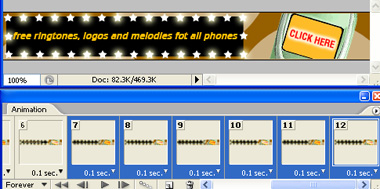 free ringtones, logos and melodies fot all phones
CLICK HERE
100%
Doc: 82.3K/469.3K
Animation
6
7
8
9
10
11
12
0.1 sec.
0.1 sec.
0.1 sec.
0.1 sec.
0.1 sec.
0.1 sec.
0.1 sec.
Forever